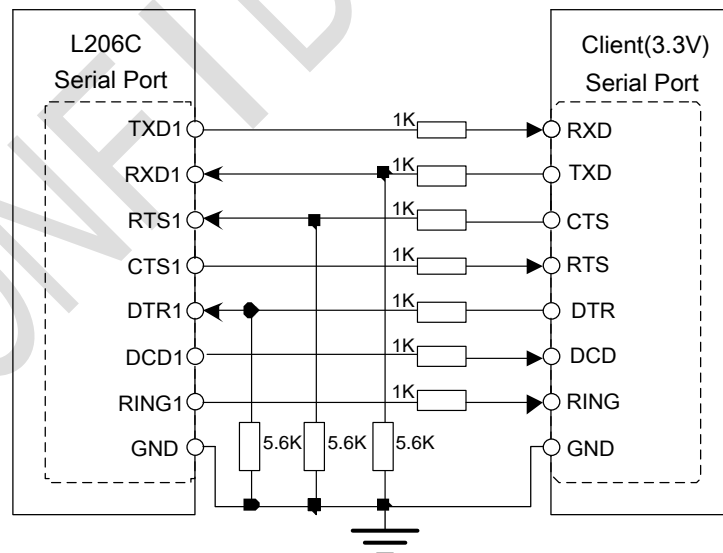 L206C
Serial Port
Client(3.3V)
Serial Port
TXD1
1K
RXD
RXD1
1K
TXD
RTS1
1K
CTS
CTS1
1K
RTS
DTR1
1K
DTR
DCD1
1K
DCD
RING1
1K
RING
GND
5.6K
5.6K
5.6K
GND